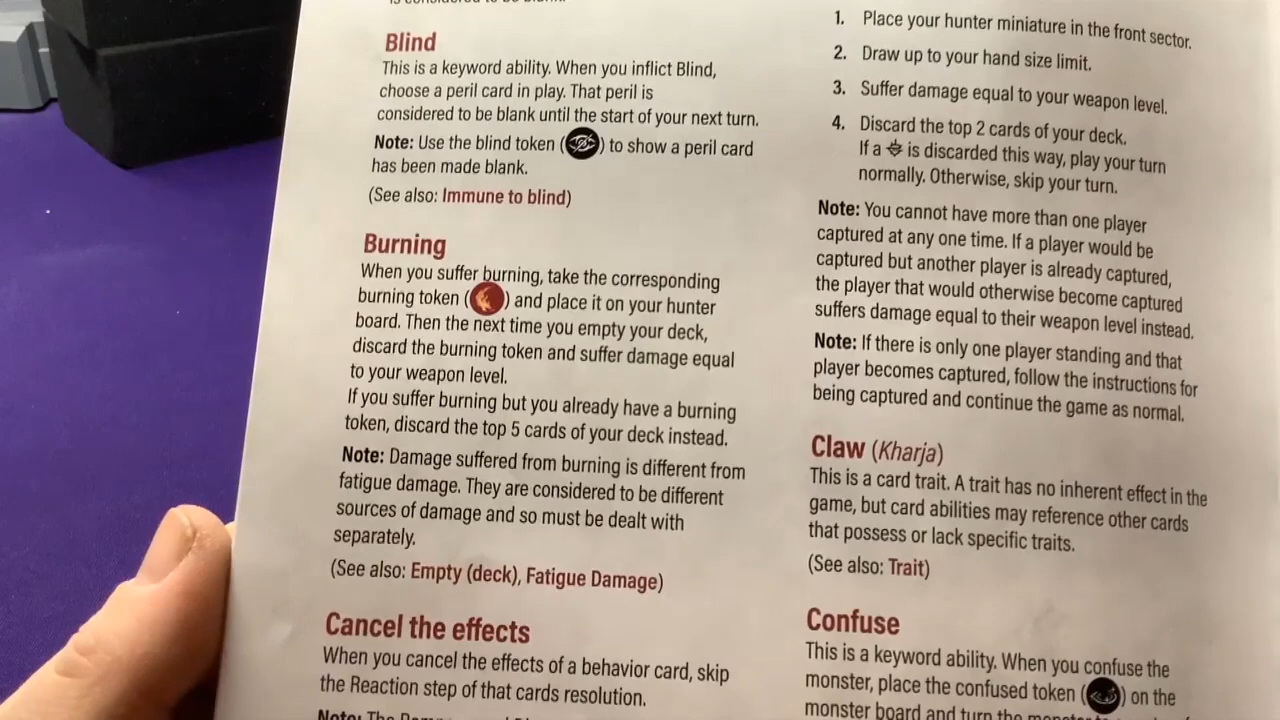 is considered to be blank.
Blind
This is a keyword ability. When you inflict Blind,
choose a peril card in play. That peril is
considered to be blank until the start of your next turn.
Note: Use the blind token ( ) to show a peril card
has been made blank.
(See also: Immune to blind)
Burning
When you suffer burning, take the corresponding
burning token ( ) and place it on your hunter
board. Then the next time you empty your deck,
discard the burning token and suffer damage equal
to your weapon level.
If you suffer burning but you already have a burning
token, discard the top 5 cards of your deck instead.
Note: Damage suffered from burning is different from
fatigue damage. They are considered to be different
sources of damage and so must be dealt with
separately.
(See also: Empty (deck), Fatigue Damage)
Cancel the effects
When you cancel the effects of a behavior card, skip
the Reaction step of that cards resolution.
Note: The
1. Place your hunter miniature in the front sector.
2. Draw up to your hand size limit.
3. Suffer damage equal to your weapon level.
4. Discard the top 2 cards of your deck.
If a is discarded this way, play your turn
normally. Otherwise, skip your turn.
Note: You cannot have more than one player
captured at any one time. If a player would be
captured but another player is already captured,
the player that would otherwise become captured
suffers damage equal to their weapon level instead.
Note: If there is only one player standing and that
player becomes captured, follow the instructions for
being captured and continue the game as normal.
Claw (Kharja)
This is a card trait. A trait has no inherent effect in the
game, but card abilities may reference other cards
that possess or lack specific traits.
(See also: Trait)
Confuse
This is a keyword ability. When you confuse the
monster, place the confused token ( ) on the
monster board and turn the